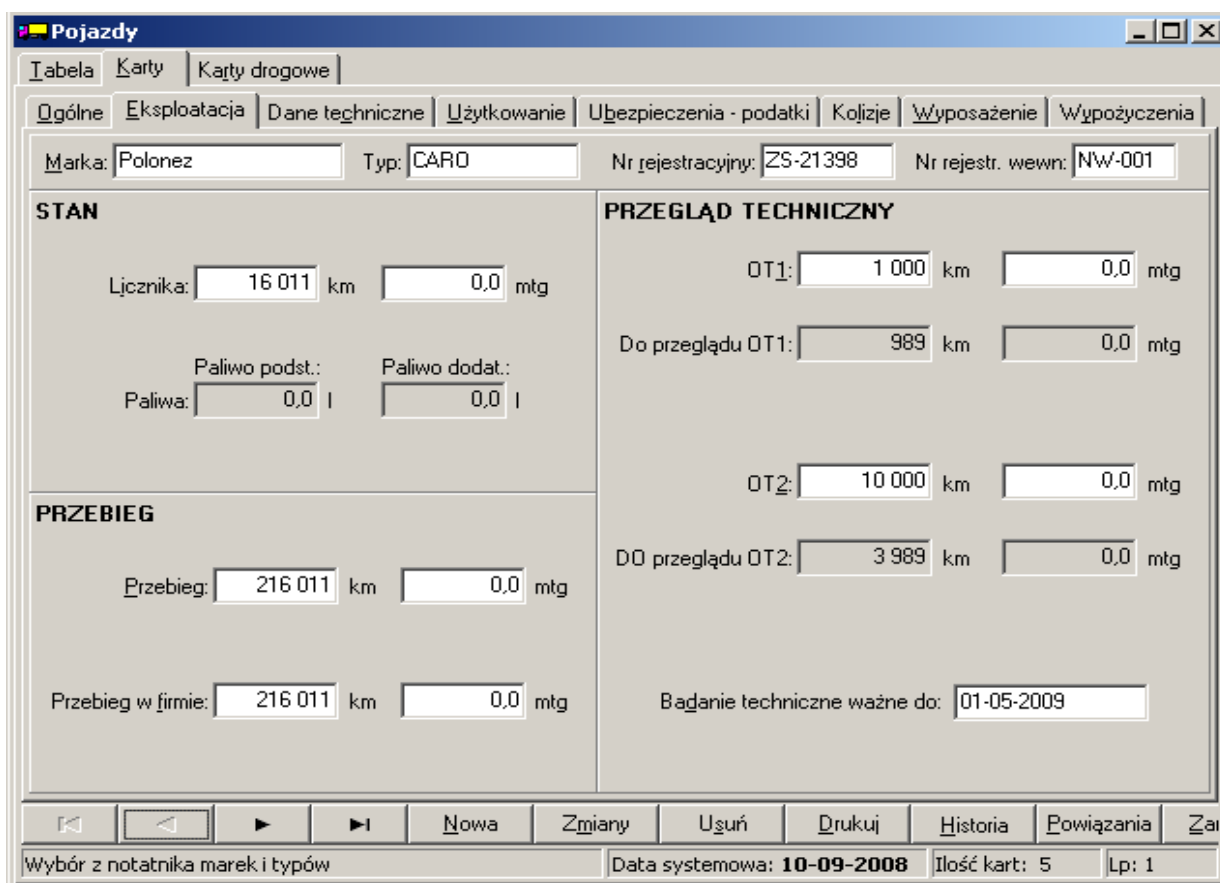 Pojazdy
Tabela Karty Karty drogowe
Ogólne Eksploatacja Dane techniczne Użytkowanie Ubezpieczenia - podatki Kolizje Wyposażenie Wypożyczenia
Marka: Polonez Typ: CARO Nr rejestracyjny: ZS-21398 Nr rejestr. wewn: NW-001
STAN
Licznika: 16 011 km 0,0 mtg
Paliwo podst.: Paliwo dodat.:
Paliwa: 0,0 l 0,0 l
PRZEBIEG
Przebieg: 216 011 km 0,0 mtg
Przebieg w firmie: 216 011 km 0,0 mtg
PRZEGLĄD TECHNICZNY
OT1: 1 000 km 0,0 mtg
Do przeglądu OT1: 989 km 0,0 mtg
OT2: 10 000 km 0,0 mtg
DO przeglądu OT2: 3 989 km 0,0 mtg
Badanie techniczne ważne do: 01-05-2009
Nowa Zmiany Usuń Drukuj Historia Powiązania
Wybór z notatnika marek i typów Data systemowa: 10-09-2008 Ilość kart: 5 Lp: 1